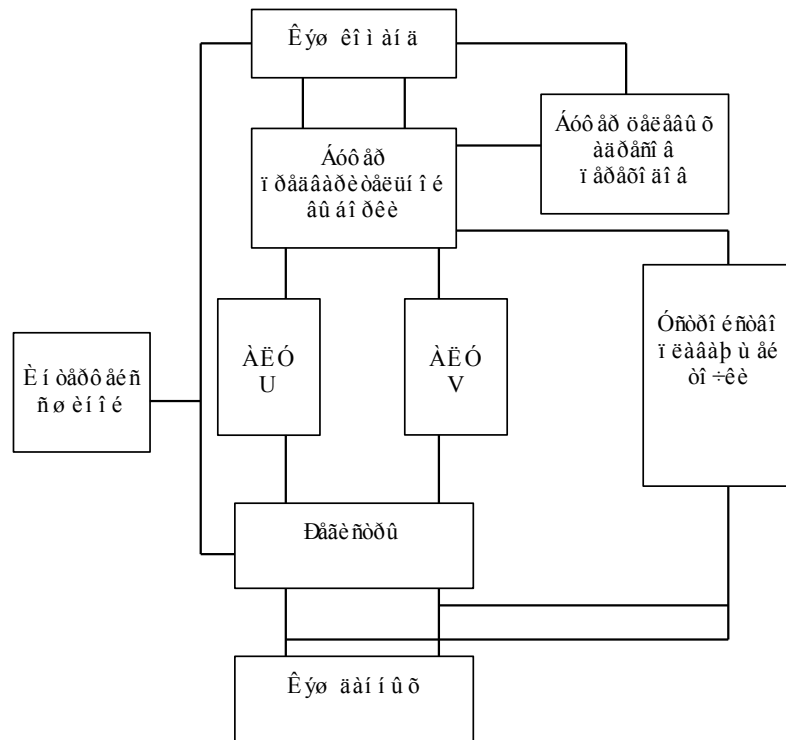 Êýø êîìàíä
Áóôåð öåëåâûõ
àäðåñîâ
ïåðåõîäîâ
Áóôåð
ïðåäâàðèòåëüíîé
âûáîðêè
Èíòåðôåéñ
ñ øèíîé
ÀËÓ
U
ÀËÓ
V
Óñòðîéñòâî
ïëàâàþùåé
òî÷êè
Ðåãèñòðû
Êýø äàííûõ